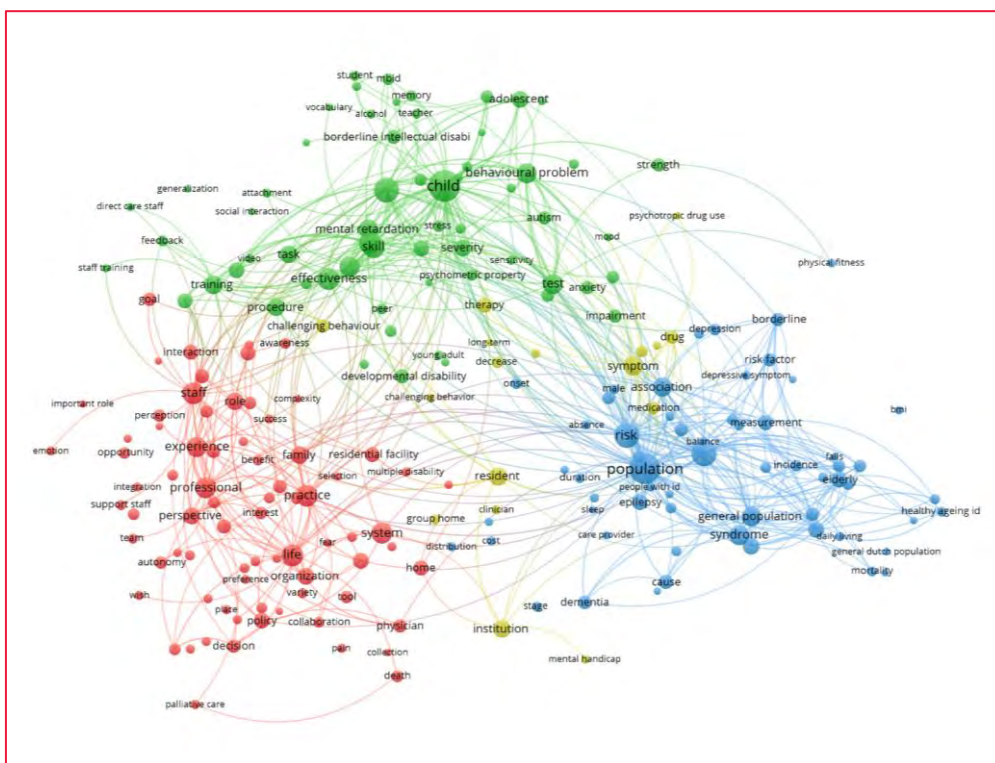 student
mbid
memory
adolescent
vocabulary
alcohol
teacher
borderline intellectual disabi
behavioural problem
strength
child
generalization
attachment
direct care staff
social interaction
psychotropic drug use
autism
mental retardation
stress
feedback
skill
severity
mood
video
task
sensitivity
staff training
physical fitness
effectiveness
psychometric property
training
test
anxiety
goal
procedure
peer
therapy
impairment
borderline
challenging behaviour
depression
drug
awareness
long-term
interaction
young adult
decrease
symptom
risk factor
developmental disability
onset
depressive symptom
male
association
staff
role
complexity
challenging behavior
important role
medication
perception
success
absence
bmi
measurement
risk
experience
balance
emotion
opportunity
benefit
family
residential facility
falls
population
incidence
integration
selection
multiple disability
resident
duration
people with id
elderly
professional
practice
support staff
interest
clinician
epilepsy
sleep
perspective
group home
general population
healthy ageing id
team
fear
system
distribution
cost
care provider
syndrome
daily living
life
general dutch population
autonomy
organization
home
preference
cause
mortality
wish
variety
tool
stage
dementia
place
policy
collaboration
physician
institution
decision
pain
collection
mental handicap
death
palliative care